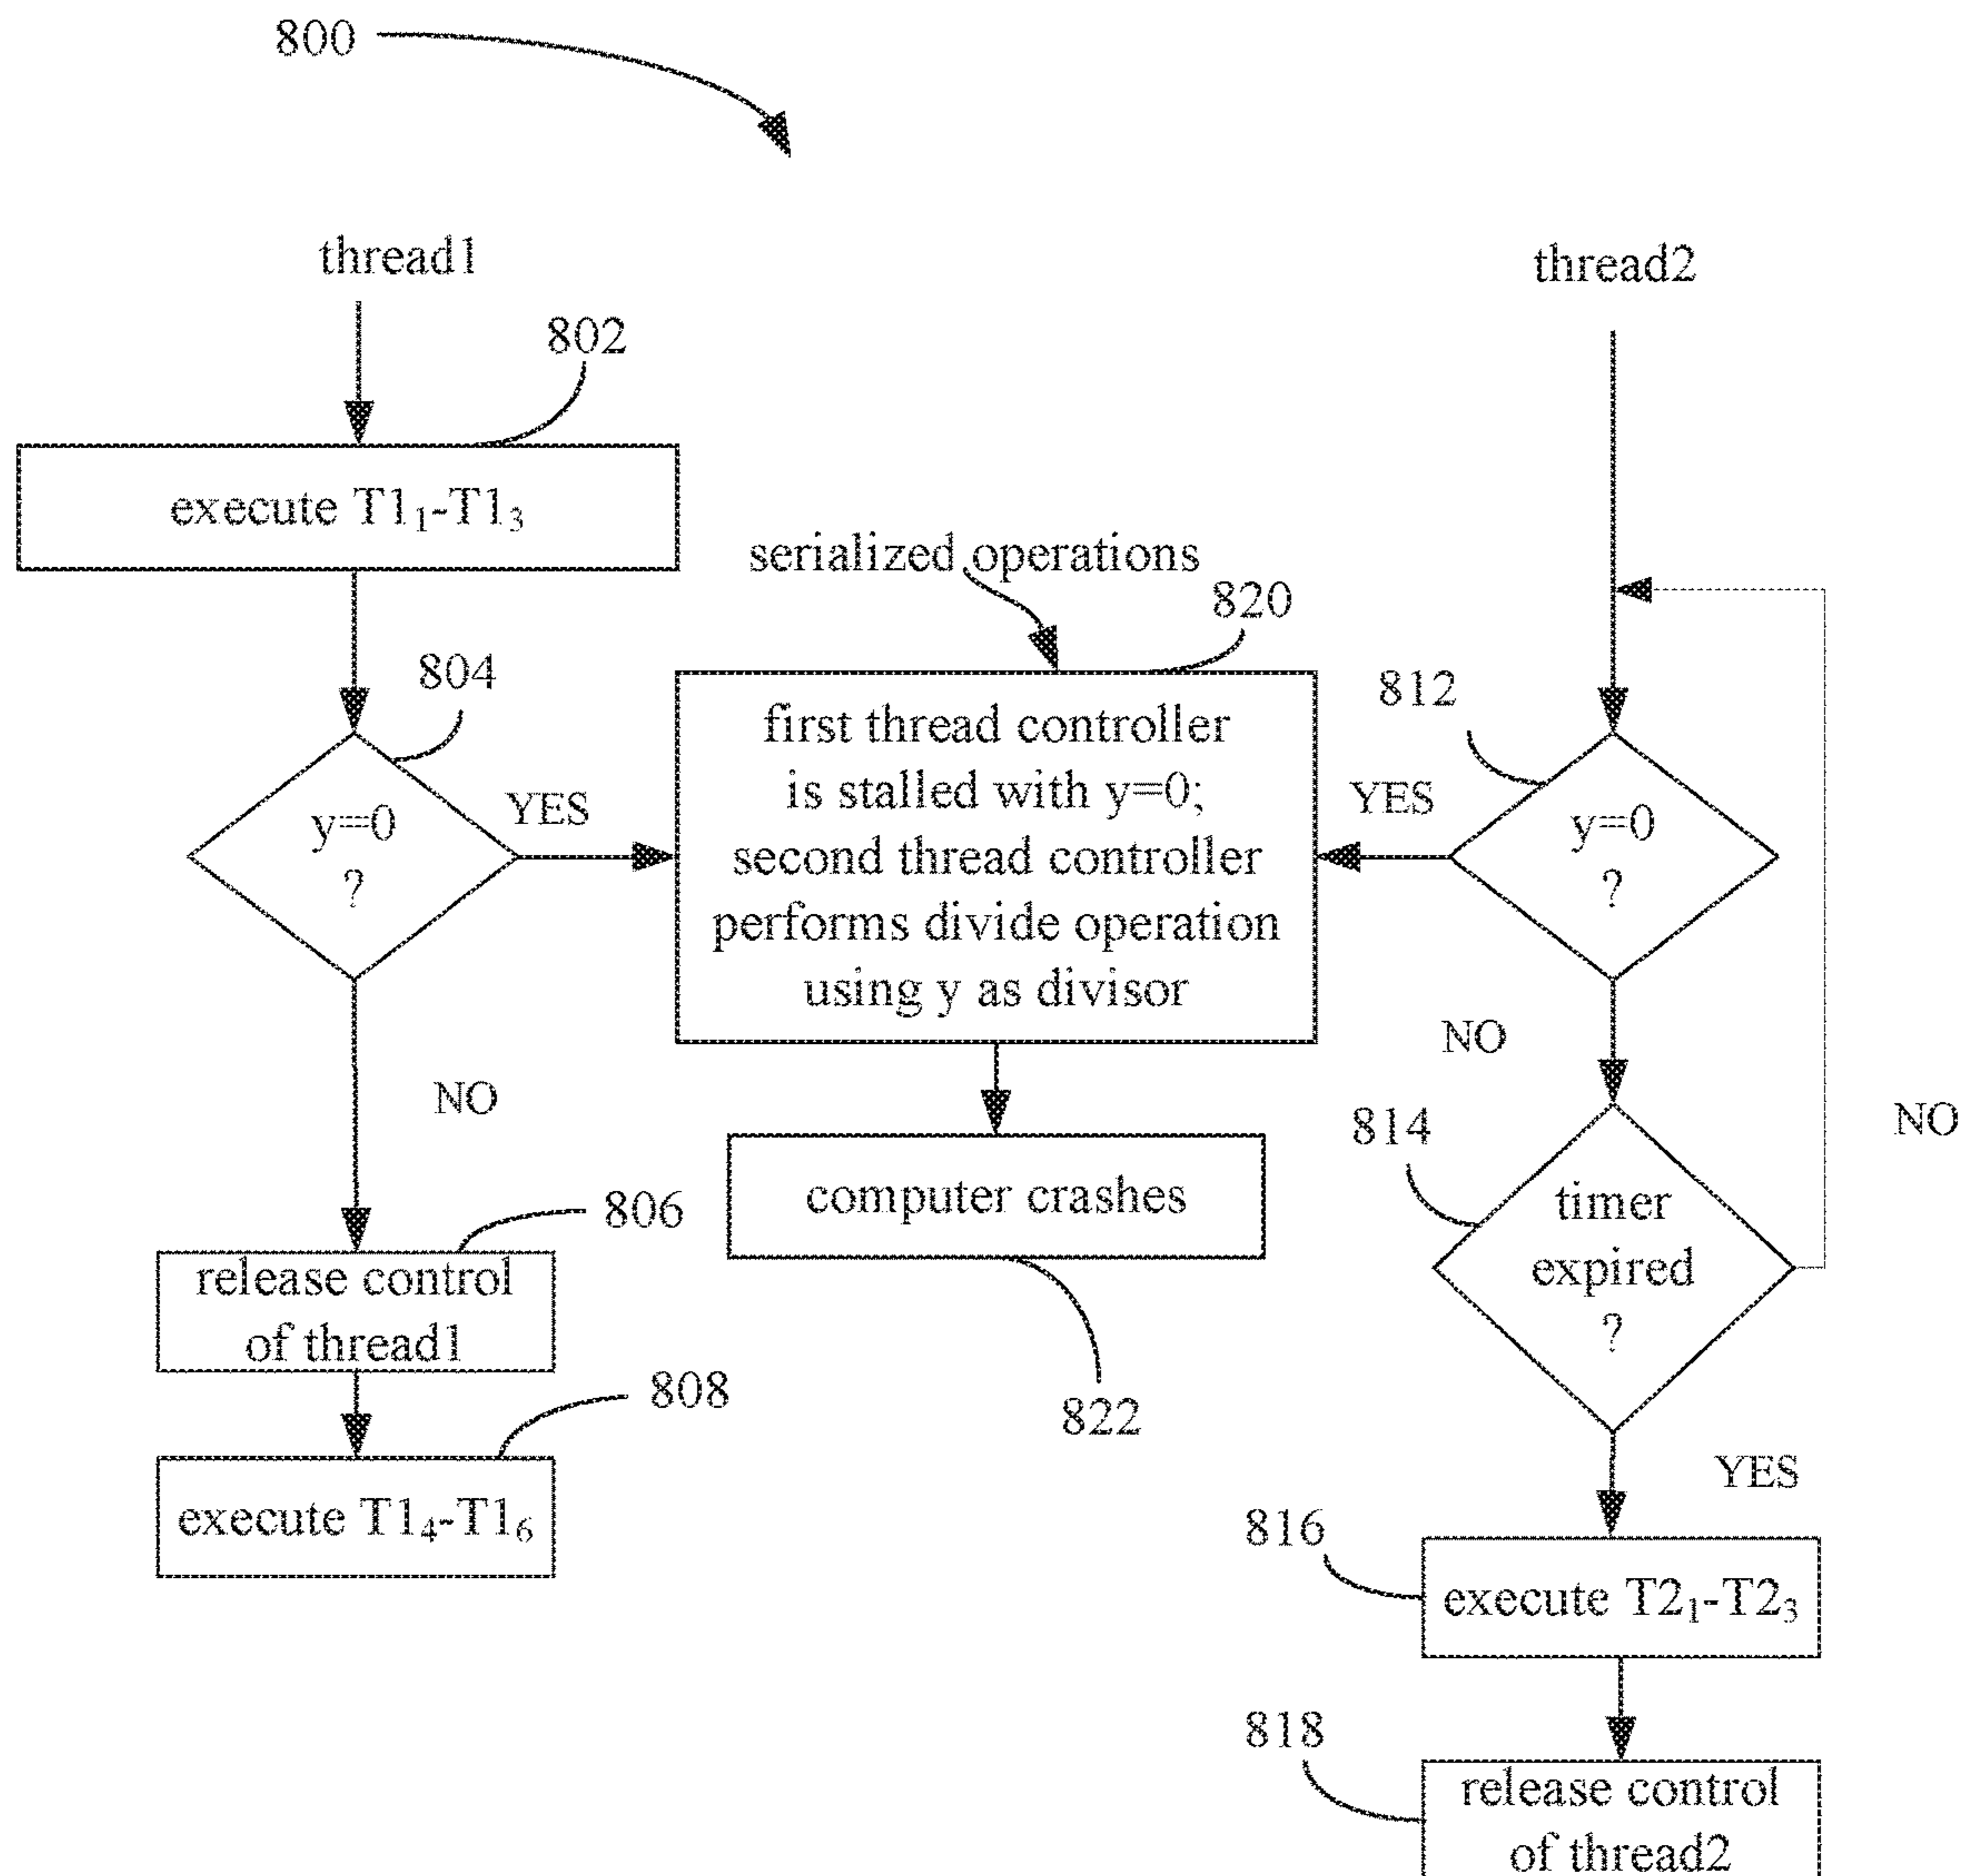 800
thread1
thread2
802
execute T1₁-T1₃
serialized operations
820
804
812
first thread controller
is stalled with y=0;
second thread controller
performs divide operation
using y as divisor
y=0
?
YES
YES
y=0
?
NO
NO
814
NO
computer crashes
timer
expired
?
806
release control
of thread1
822
808
execute T1₄-T1₆
YES
816
execute T2₁-T2₃
818
release control
of thread2